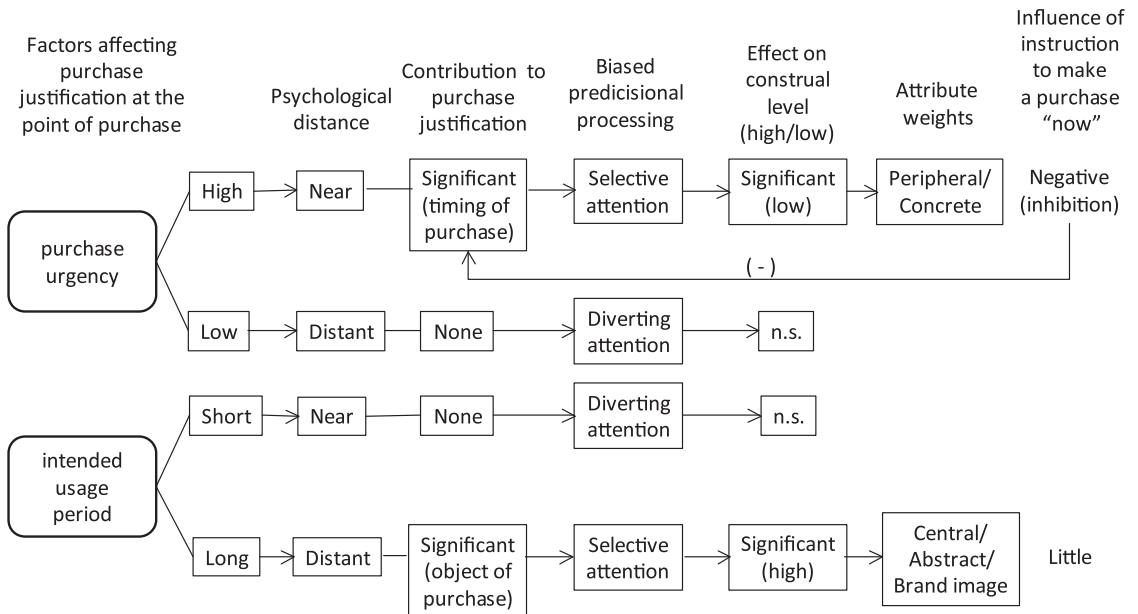 Factors affecting
purchase
justification at the
point of purchase
Psychological
distance
Contribution to
purchase
justification
Biased
predicisional
processing
Effect on
construal
level
(high/low)
Attribute
weights
Influence of
instruction
to make
a purchase
“now”
purchase
urgency
High
Near
Significant
(timing of
purchase)
Selective
attention
Significant
(low)
Peripheral/
Concrete
Negative
(inhibition)
( - )
Low
Distant
None
Diverting
attention
n.s.
intended
usage
period
Short
Near
None
Diverting
attention
n.s.
Long
Distant
Significant
(object of
purchase)
Selective
attention
Significant
(high)
Central/
Abstract/
Brand image
Little